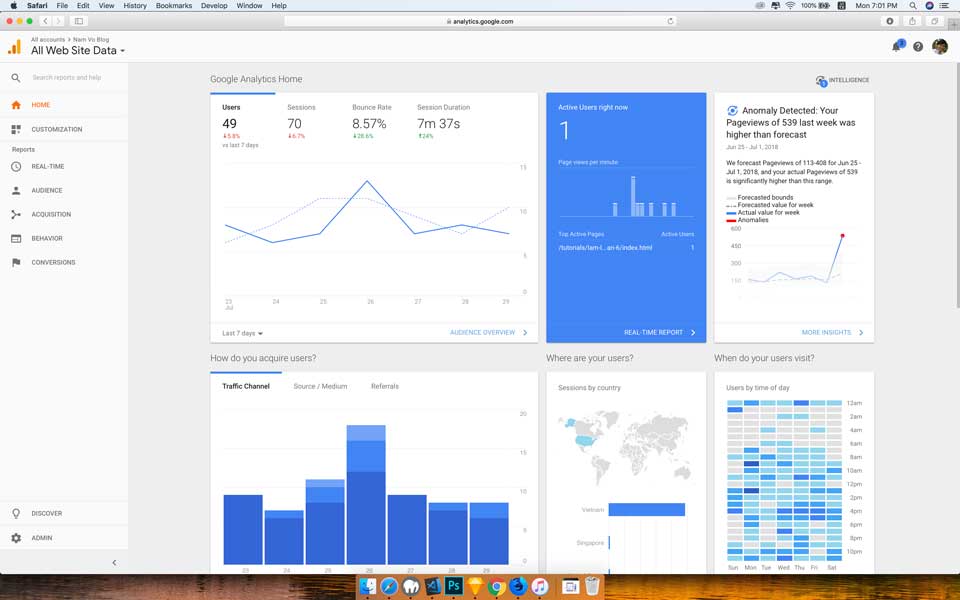 Safari File Edit View History Bookmarks Develop Window Help
100% Mon 7:01 PM
analytics.google.com
All accounts > Nam Vo Blog
All Web Site Data
Search reports and help
HOME
CUSTOMIZATION
Reports
REAL-TIME
AUDIENCE
ACQUISITION
BEHAVIOR
CONVERSIONS
DISCOVER
ADMIN
Google Analytics Home
INTELLIGENCE
Users Sessions Bounce Rate Session Duration
49 70 8.57% 7m 37s
5.8% 6.7% 28.6% 24%
vs last 7 days
15
10
5
0
23 24 25 26 27 28 29
Jul
Last 7 days
AUDIENCE OVERVIEW
Active Users right now
1
Page views per minute
Top Active Pages Active Users
/tutorials/lam-l...an-6/index.html 1
REAL-TIME REPORT
Anomaly Detected: Your
Pageviews of 539 last week was
higher than forecast
Jun 25 - Jul 1, 2018
We forecast Pageviews of 113-408 for Jun 25 -
Jul 1, 2018, and your actual Pageviews of 539
is significantly higher than this range.
Forecasted bounds
Forecasted value for week
Actual value for week
Anomalies
600
450
300
150
MORE INSIGHTS
How do you acquire users?
Traffic Channel Source / Medium Referrals
20
15
10
5
0
23 24 25 26 27 28 29
Where are your users?
Sessions by country
Vietnam
Singapore
When do your users visit?
Users by time of day
12am
2am
4am
6am
8am
10am
12pm
2pm
4pm
6pm
8pm
10pm
Sun Mon Tue Wed Thu Fri Sat
Ps